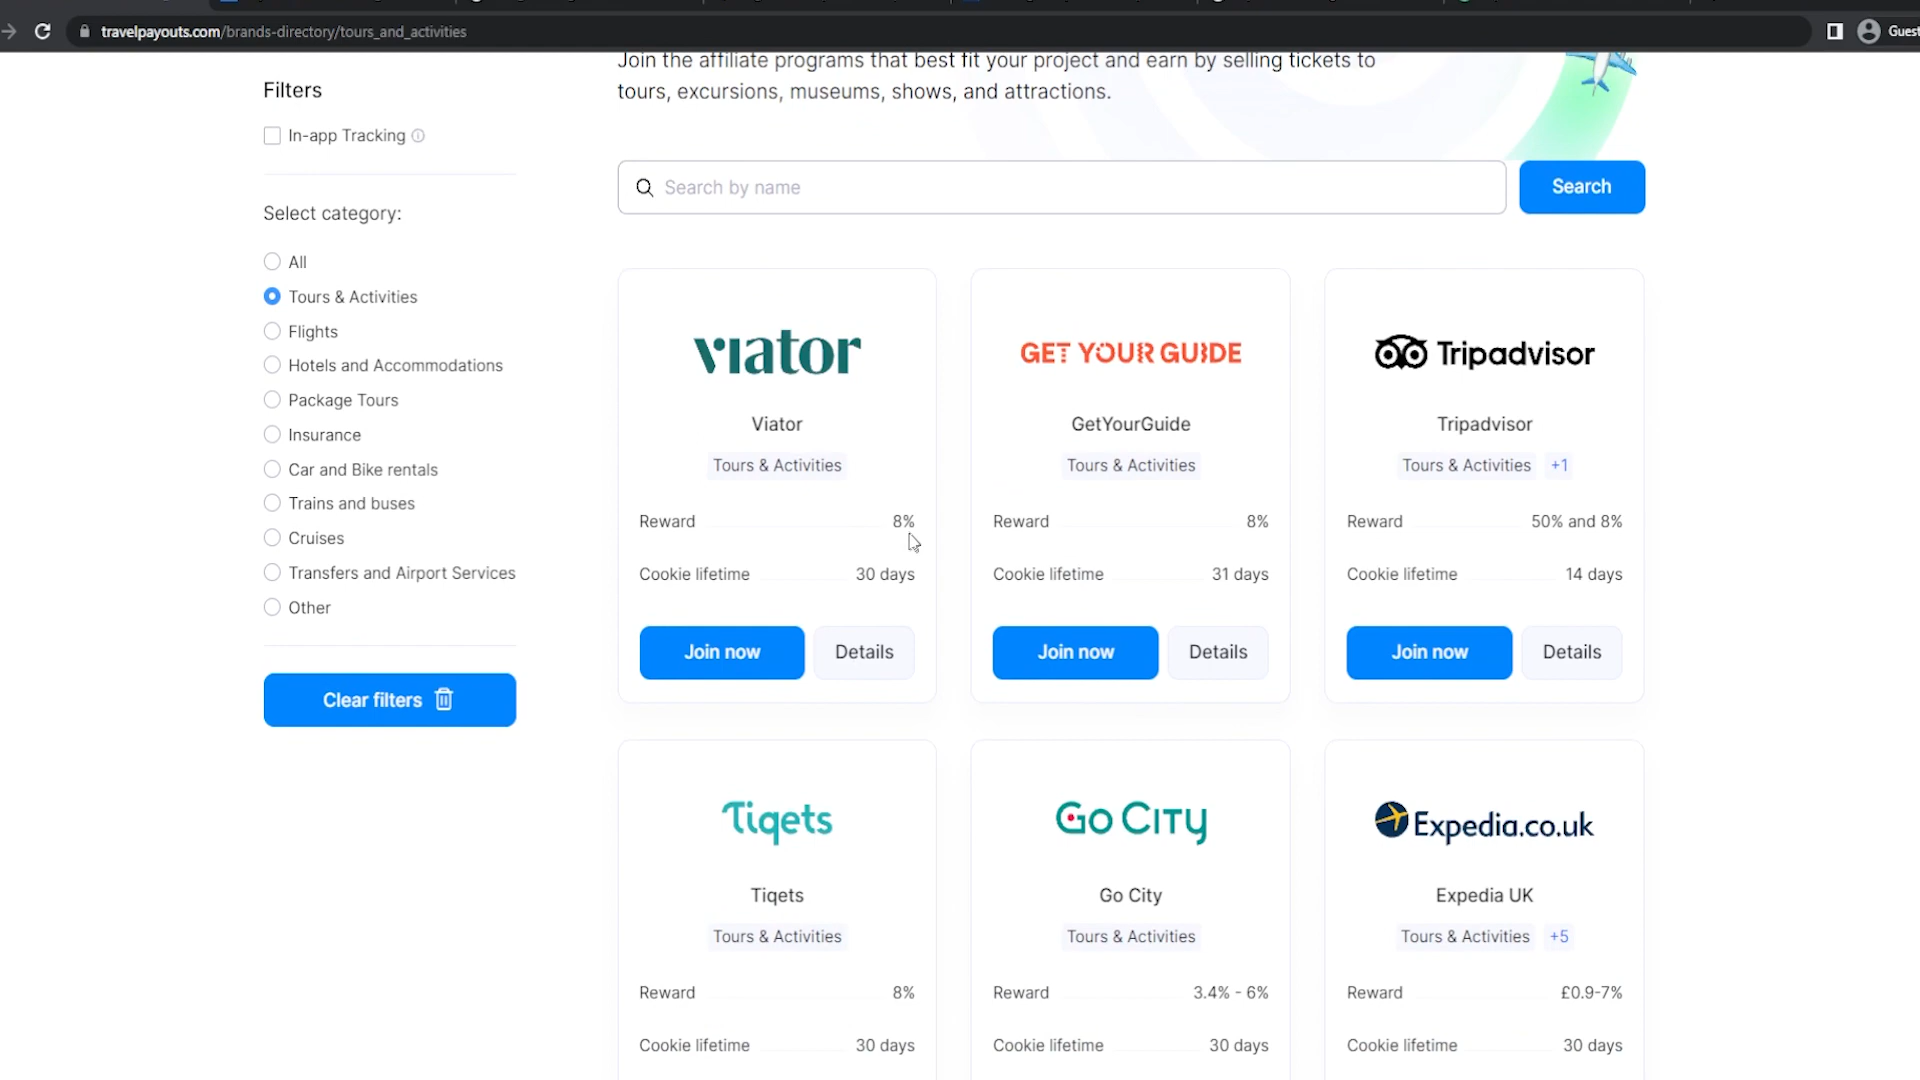 travelpayouts.com/brands-directory/tours_and_activities
Guest
Join the affiliate programs that best fit your project and earn by selling tickets to
tours, excursions, museums, shows, and attractions.
Filters
In-app Tracking
Select category:
All
Tours & Activities
Flights
Hotels and Accommodations
Package Tours
Insurance
Car and Bike rentals
Trains and buses
Cruises
Transfers and Airport Services
Other
Clear filters
Search by name
Search
viator
Viator
Tours & Activities
Reward 8%
Cookie lifetime 30 days
Join now Details
GET YOUR GUIDE
GetYourGuide
Tours & Activities
Reward 8%
Cookie lifetime 31 days
Join now Details
Tripadvisor
Tripadvisor
Tours & Activities +1
Reward 50% and 8%
Cookie lifetime 14 days
Join now Details
Tiqets
Tiqets
Tours & Activities
Reward 8%
Cookie lifetime 30 days
Go City
Go City
Tours & Activities
Reward 3.4% - 6%
Cookie lifetime 30 days
Expedia.co.uk
Expedia UK
Tours & Activities +5
Reward £0.9-7%
Cookie lifetime 30 days